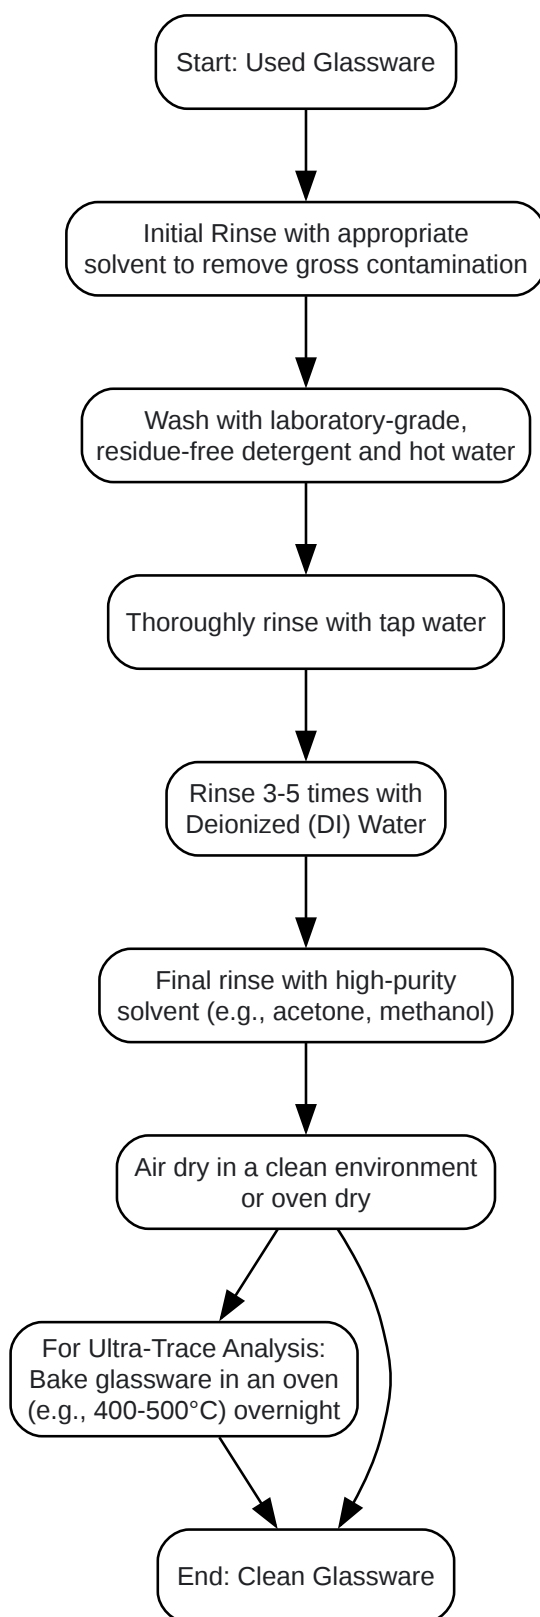 Start: Used Glassware
Initial Rinse with appropriate
solvent to remove gross contamination
Wash with laboratory-grade,
residue-free detergent and hot water
Thoroughly rinse with tap water
Rinse 3-5 times with
Deionized (DI) Water
Final rinse with high-purity
solvent (e.g., acetone, methanol)
Air dry in a clean environment
or oven dry
For Ultra-Trace Analysis:
Bake glassware in an oven
(e.g., 400-500°C) overnight
End: Clean Glassware